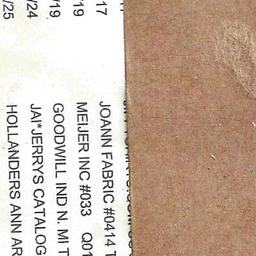 17 JOANN FABRIC #0414 T
/19 MEIJER INC #033 Q01
/19 GOODWILL IND N. MI T
/24 JAI*JERRYS CATALOG
/25 HOLLANDERS ANN AR